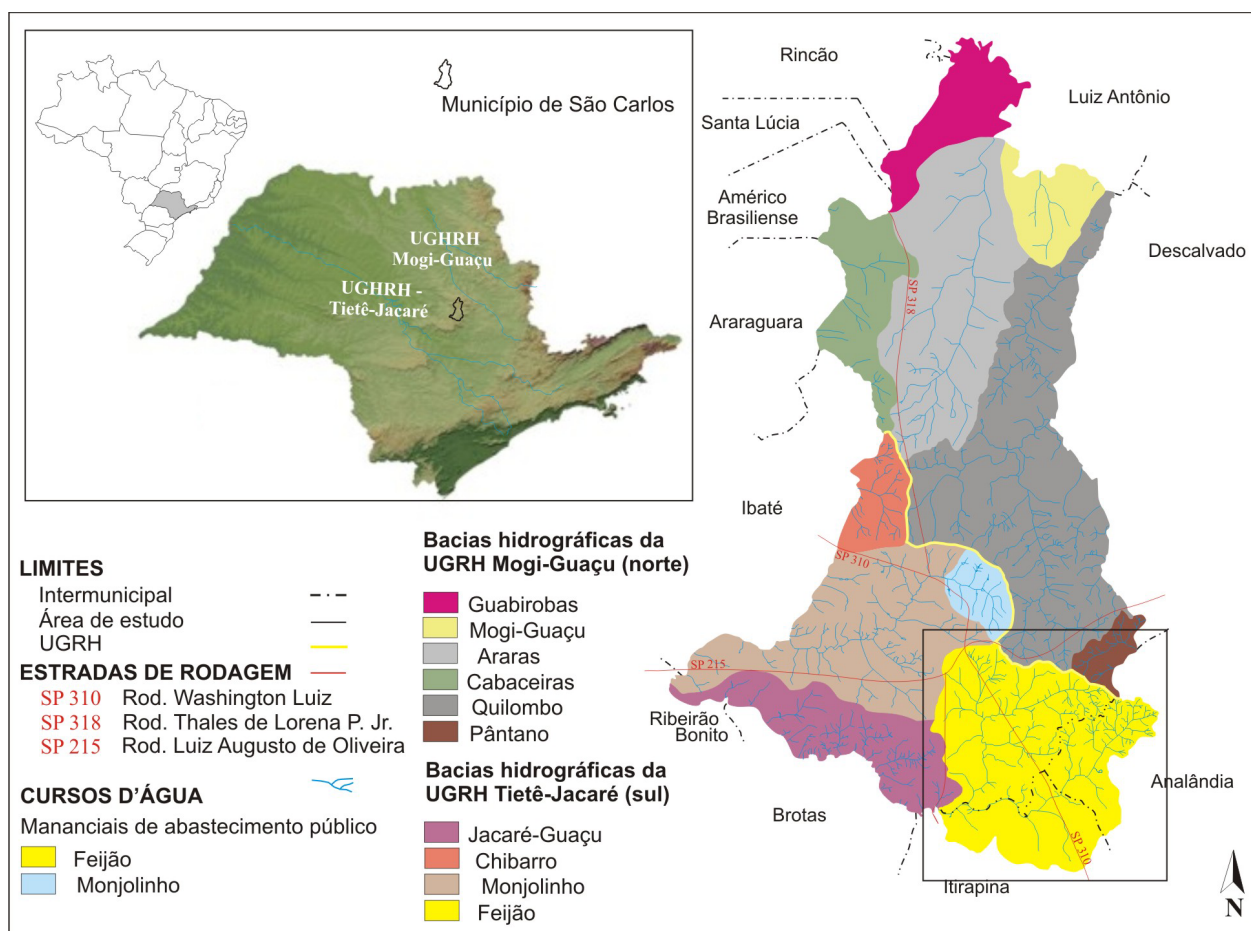 Município de São Carlos
UGHRH
Mogi-Guaçu
UGHRH -
Tietê-Jacaré
Rincão
Luiz Antônio
Santa Lúcia
Américo
Brasiliense
Descalvado
SP 318
Araraguara
Ibaté
SP 310
SP 215
Ribeirão
Bonito
Brotas
Analândia
SP 310
Itirapina
N
LIMITES
Intermunicipal
Área de estudo
UGRH
ESTRADAS DE RODAGEM
SP 310 Rod. Washington Luiz
SP 318 Rod. Thales de Lorena P. Jr.
SP 215 Rod. Luiz Augusto de Oliveira
CURSOS D’ÁGUA
Mananciais de abastecimento público
Feijão
Monjolinho
Bacias hidrográficas da
UGRH Mogi-Guaçu (norte)
Guabirobas
Mogi-Guaçu
Araras
Cabaceiras
Quilombo
Pântano
Bacias hidrográficas da
UGRH Tietê-Jacaré (sul)
Jacaré-Guaçu
Chibarro
Monjolinho
Feijão